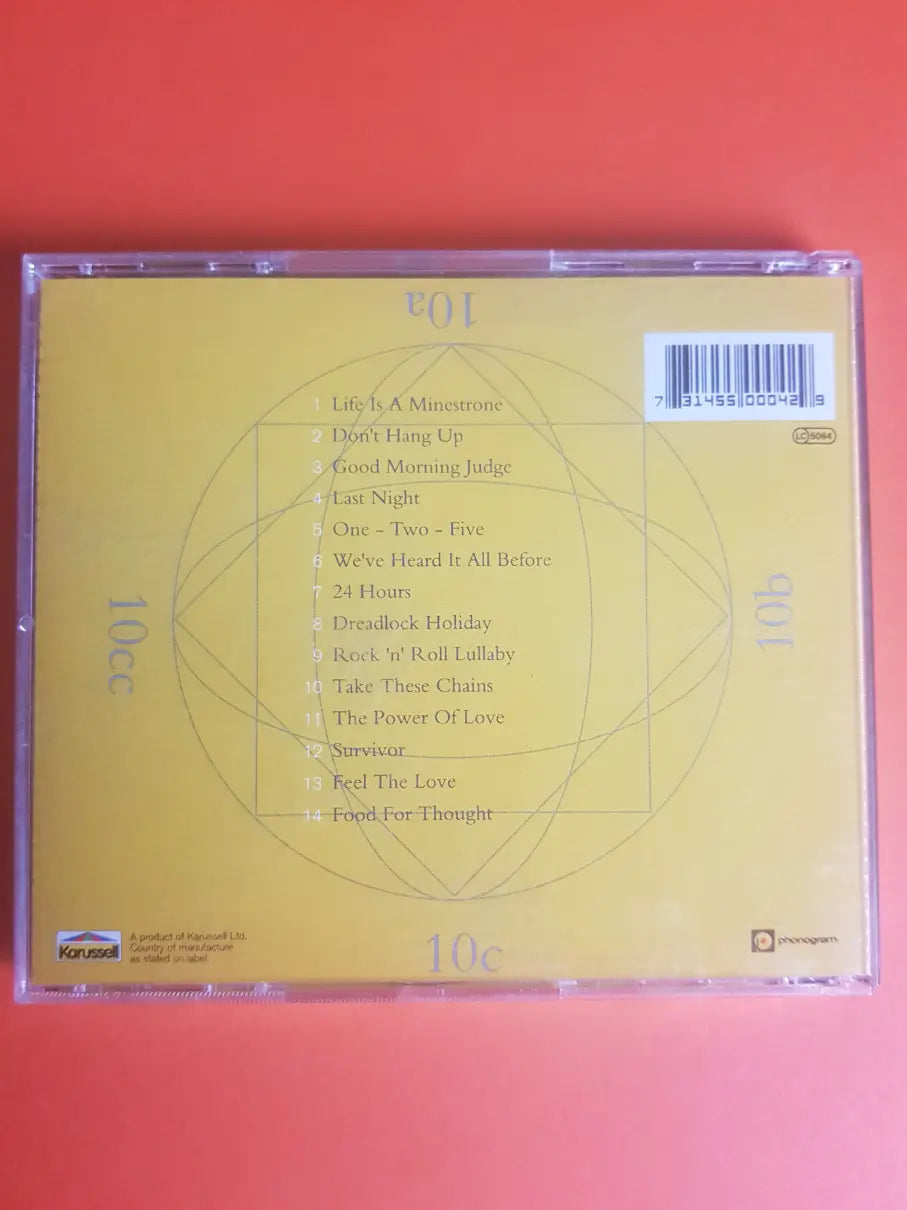 10a
7 31455 00042 9
LC 5064
1 Life Is A Minestrone
2 Don't Hang Up
3 Good Morning Judge
4 Last Night
5 One - Two - Five
6 We've Heard It All Before
7 24 Hours
8 Dreadlock Holiday
9 Rock 'n' Roll Lullaby
10 Take These Chains
11 The Power Of Love
12 Survivor
13 Feel The Love
14 Food For Thought
10cc
10b
10c
Karussell
A product of Karussell Ltd.
Country of manufacture
as stated on label.
phonogram